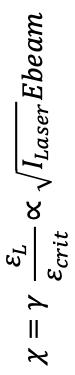 χ = γ ε_L / ε_crit ∝ √I_Laser Ebeam